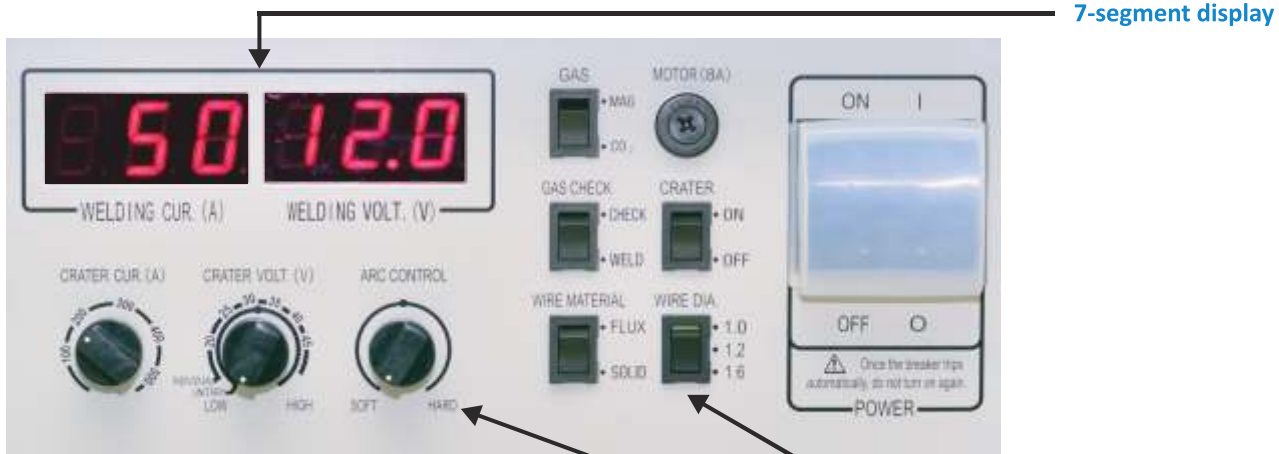 7-segment display
50 12.0
WELDING CUR. (A) WELDING VOLT. (V)
GAS
MAG
CO₂
MOTOR (8A)
ON I
GAS CHECK
CHECK
WELD
CRATER
ON
OFF
CRATER CUR. (A)
100
200
300
400
500
CRATER VOLT. (V)
20
25
30
35
40
45
LOW HIGH
ARC CONTROL
SOFT HARD
WIRE MATERIAL
FLUX
SOLID
WIRE DIA.
1.0
1.2
1.6
OFF O
Once the breaker trips
automatically, do not turn on again.
POWER